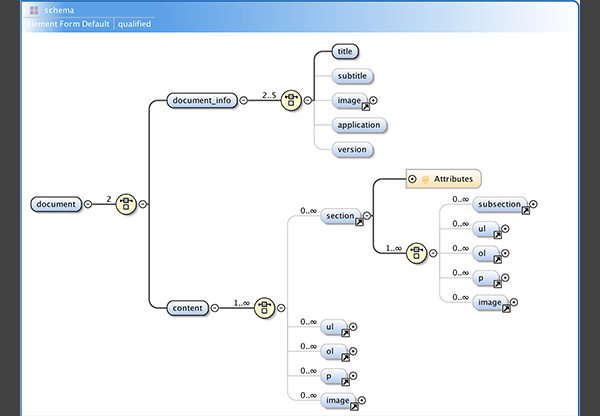 schema
lement Form Default qualified
title
2..5
document_info
subtitle
image
application
version
@ Attributes
document
2
0..∞
section
0..∞
subsection
0..∞
ul
1..∞
0..∞
ol
0..∞
p
0..∞
image
content
1..∞
0..∞
ul
0..∞
ol
0..∞
p
0..∞
image